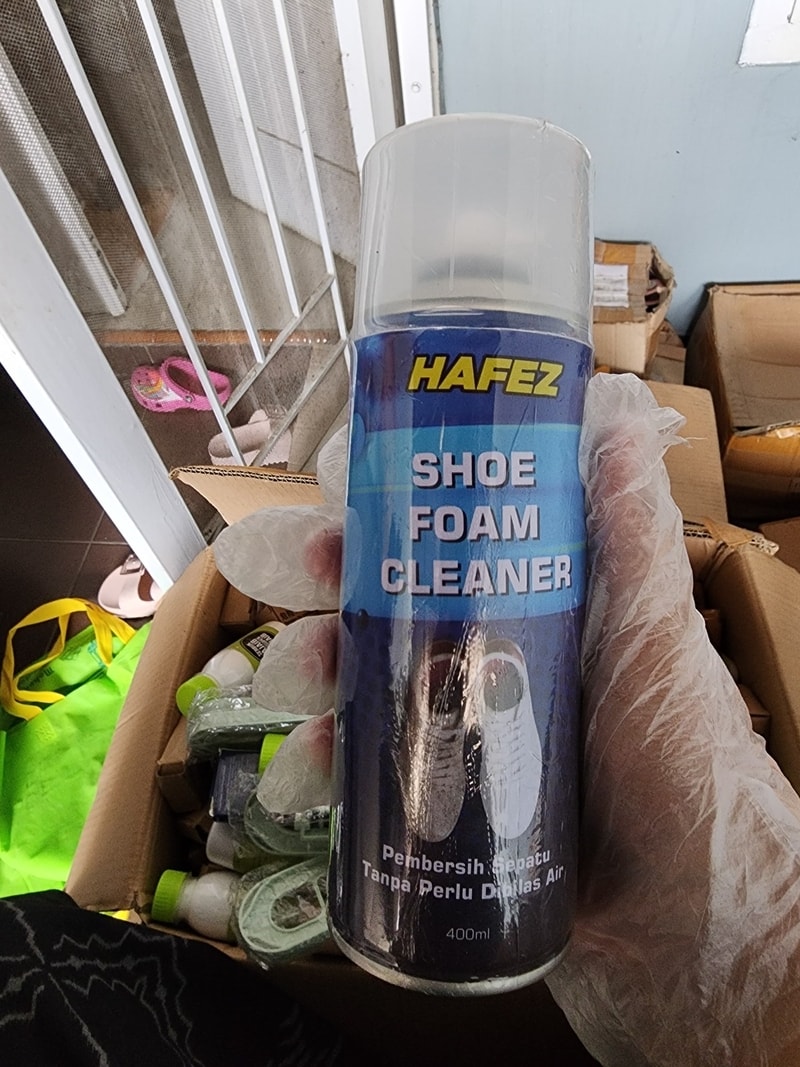 HAFEZ
SHOE
FOAM
CLEANER
Pembersih Sepatu
Tanpa Perlu Dibilas Air
400ml